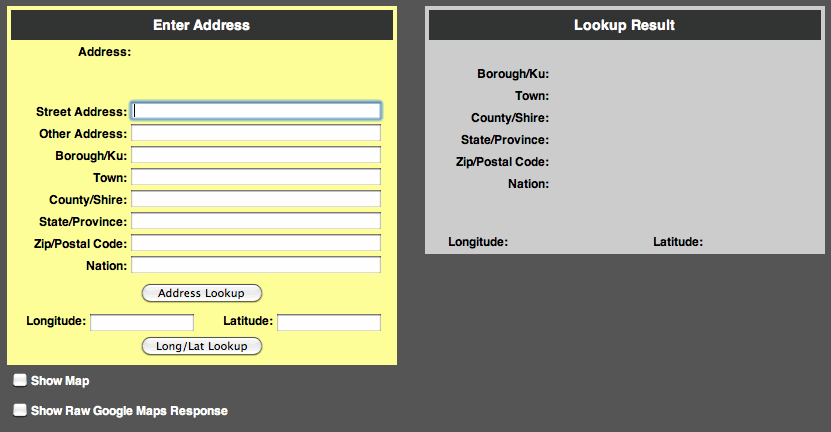 Enter Address
Address:
Street Address:
Other Address:
Borough/Ku:
Town:
County/Shire:
State/Province:
Zip/Postal Code:
Nation:
Address Lookup
Longitude: Latitude:
Long/Lat Lookup
Show Map
Show Raw Google Maps Response
Lookup Result
Borough/Ku:
Town:
County/Shire:
State/Province:
Zip/Postal Code:
Nation:
Longitude: Latitude: